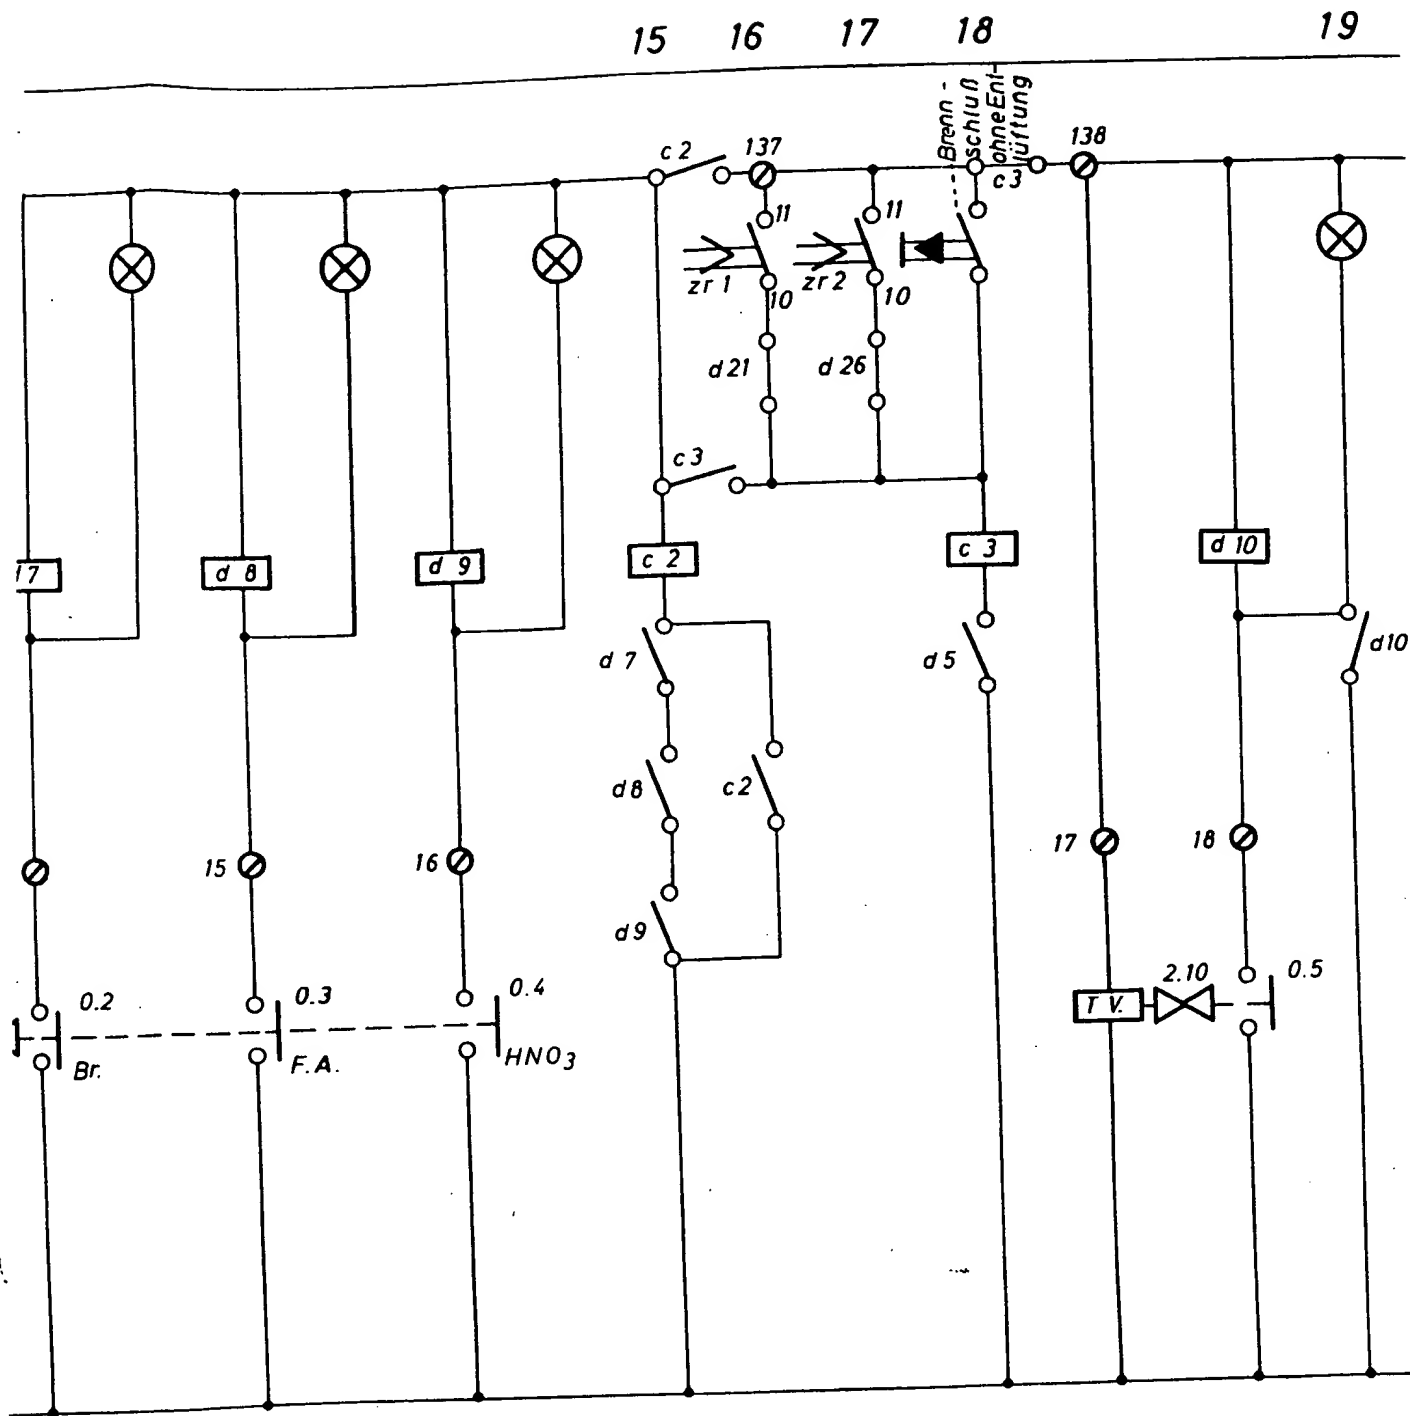 15 16 17 18 19
Brenn-
schluß
ohne Ent-
lüftung
c 2 137 c 3 138
11 11
zr 1 zr 2
10 10
d 21 d 26
c 3
d 8 d 9 c 2 c 3 d 10
d 7 d 5 d 10
d 8 c 2
15 16 17 18
d 9
0.2 0.3 0.4 2.10 0.5
T V.
Br. F. A. HNO3